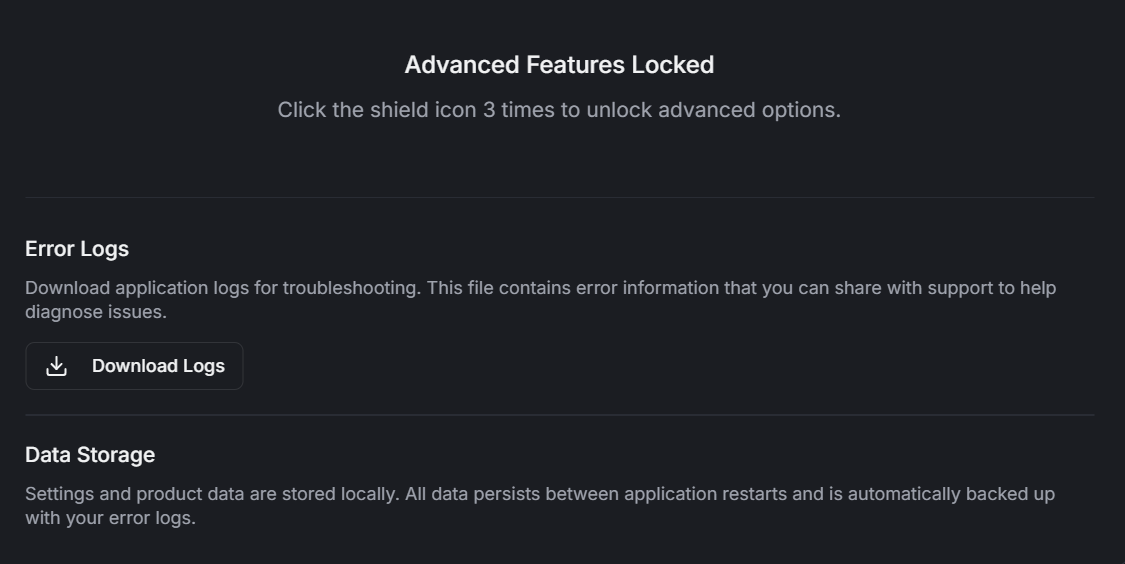 Advanced Features Locked
Click the shield icon 3 times to unlock advanced options.
Error Logs
Download application logs for troubleshooting. This file contains error information that you can share with support to help
diagnose issues.
Download Logs
Data Storage
Settings and product data are stored locally. All data persists between application restarts and is automatically backed up
with your error logs.